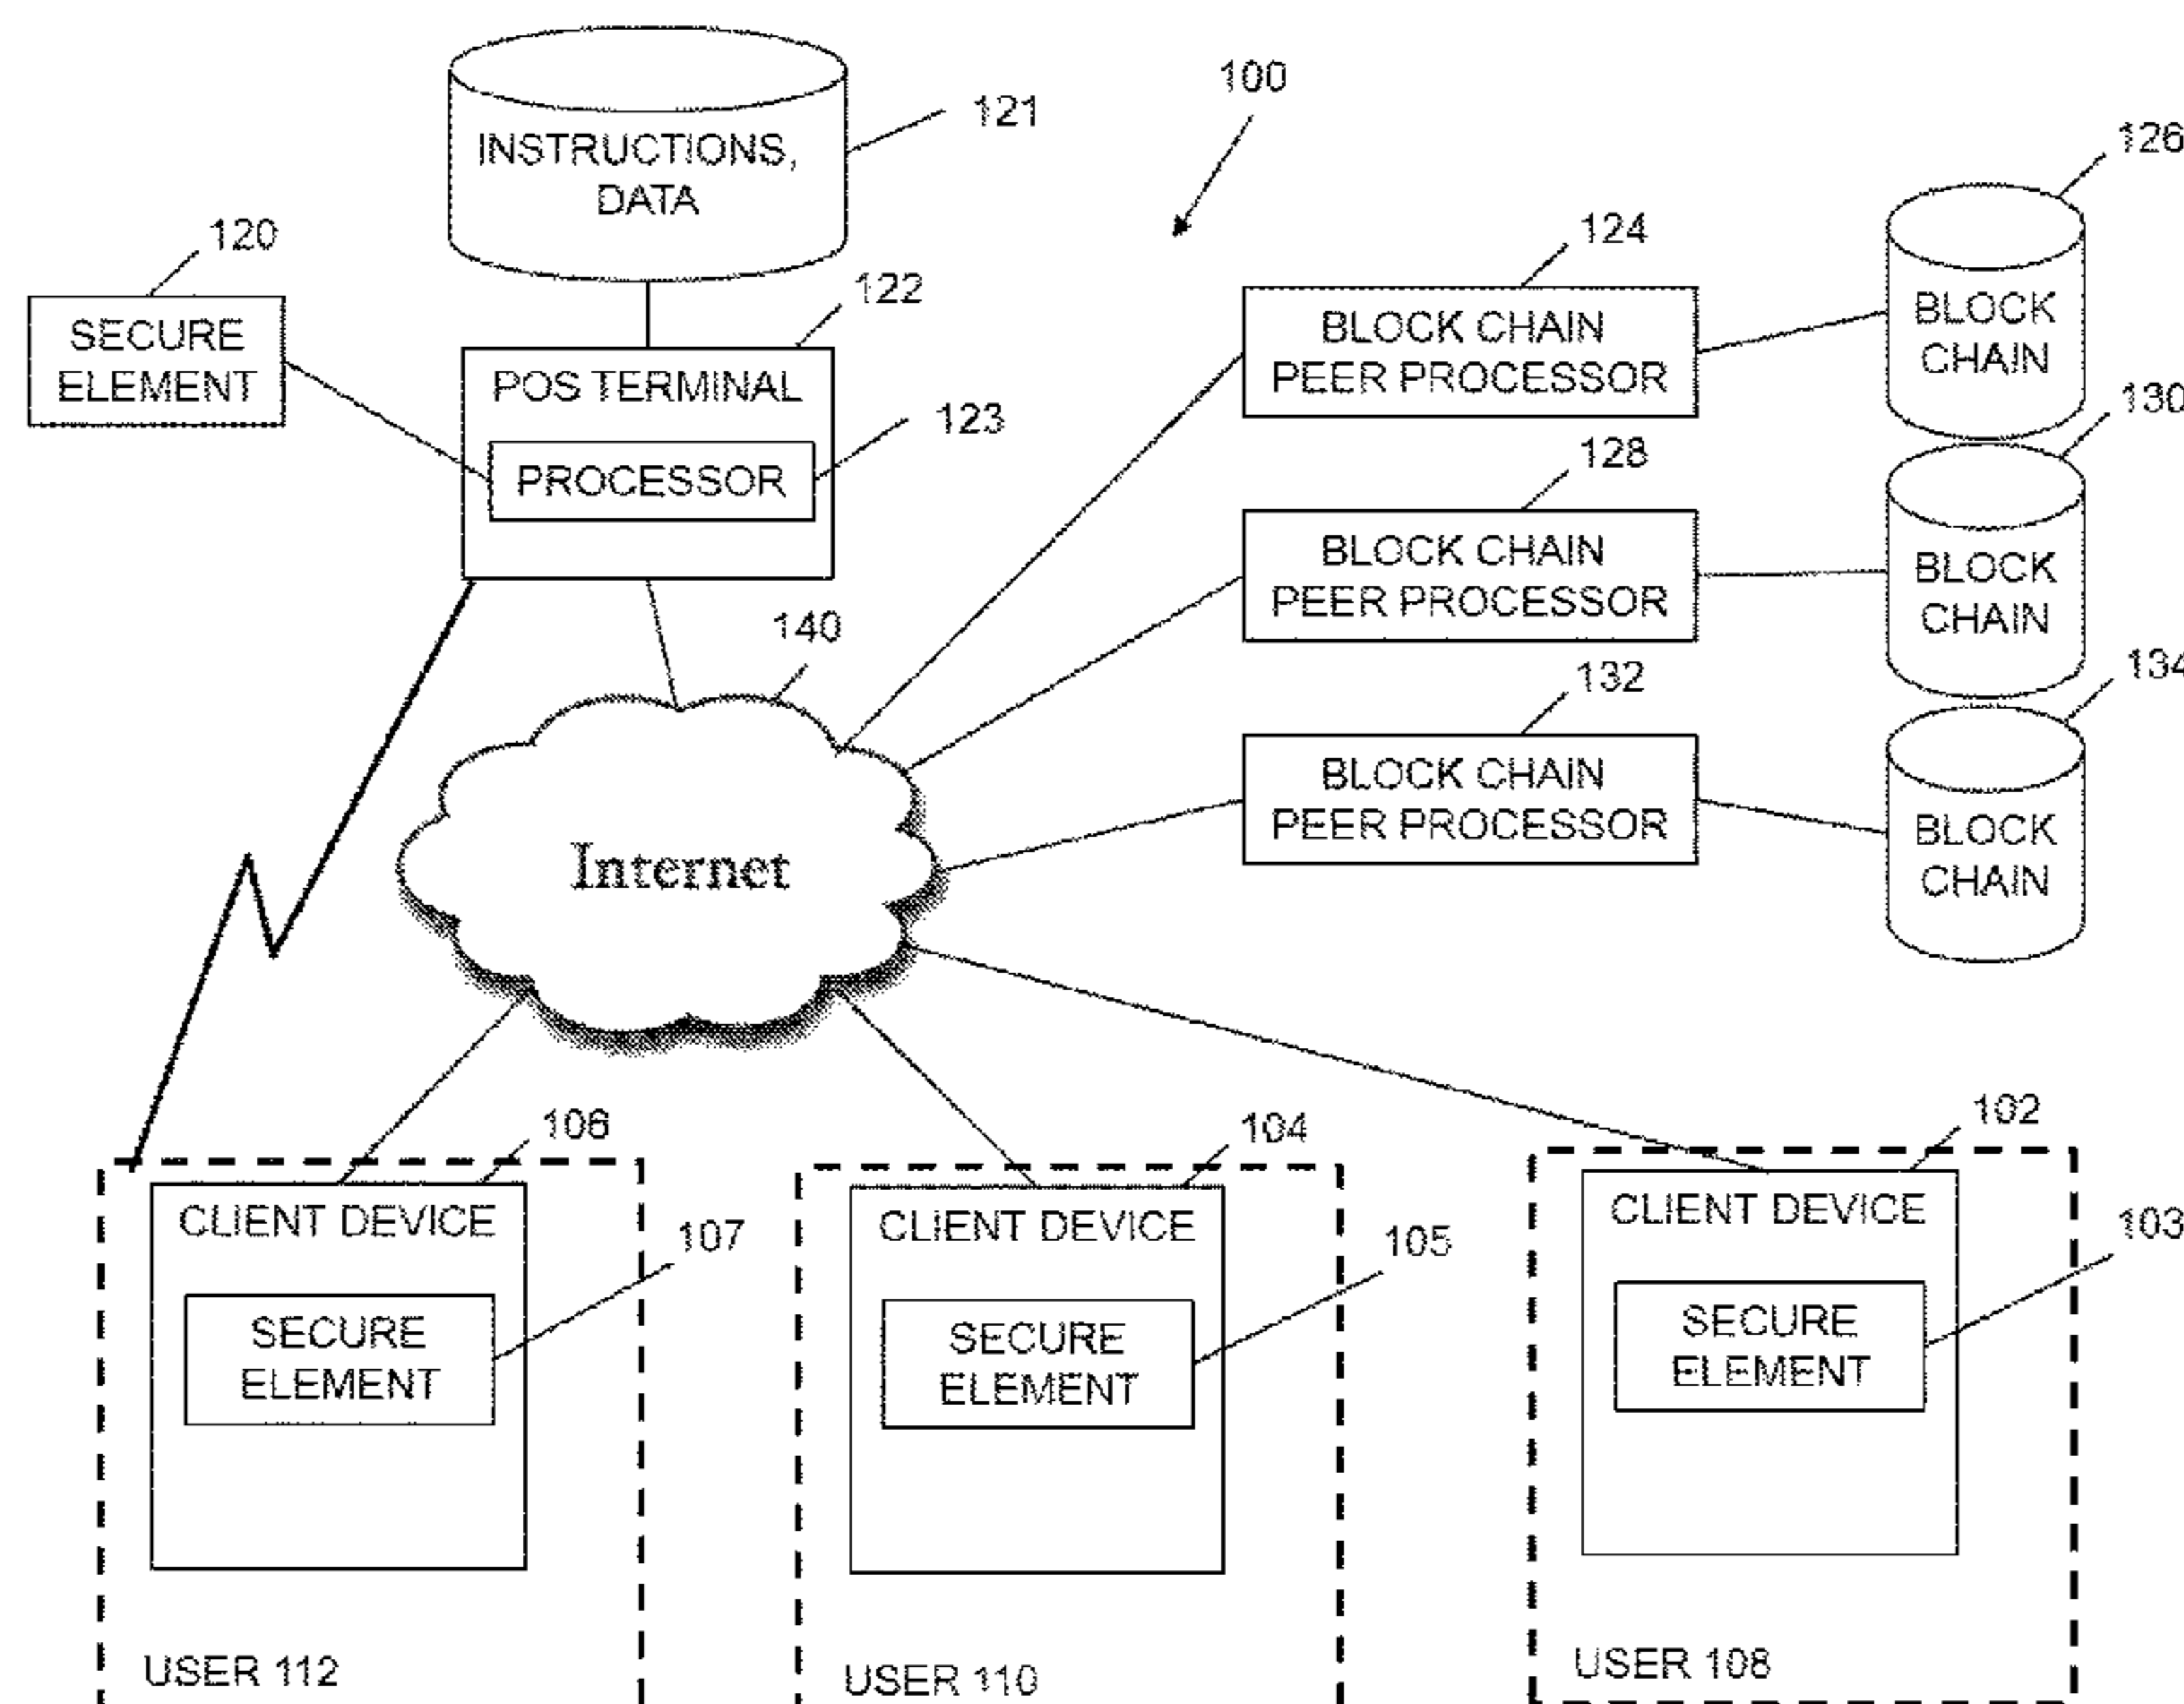 100
121
INSTRUCTIONS,
DATA
126
120
124
122
SECURE
ELEMENT
BLOCK CHAIN
PEER PROCESSOR
BLOCK
CHAIN
POS TERMINAL
123
PROCESSOR
130
128
BLOCK CHAIN
PEER PROCESSOR
BLOCK
CHAIN
140
132
134
BLOCK CHAIN
PEER PROCESSOR
BLOCK
CHAIN
Internet
106
104
102
CLIENT DEVICE
107
SECURE
ELEMENT
USER 112
CLIENT DEVICE
105
SECURE
ELEMENT
USER 110
CLIENT DEVICE
103
SECURE
ELEMENT
USER 108